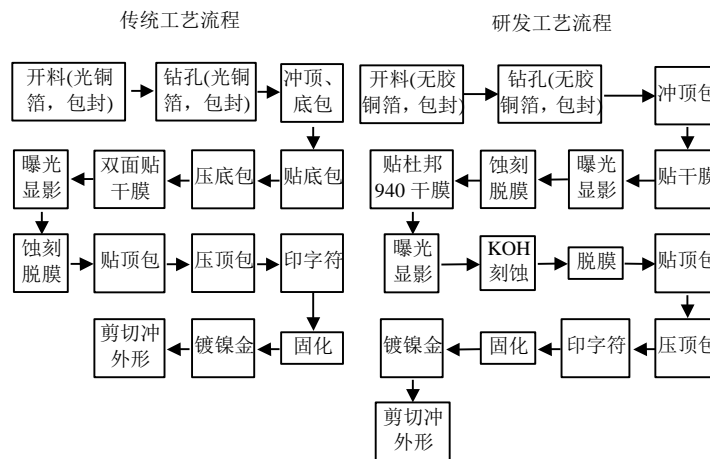 传统工艺流程
开料(光铜
箔，包封)
钻孔(光铜
箔，包封)
冲顶、
底包
贴底包
压底包
双面贴
干膜
曝光
显影
蚀刻
脱膜
贴顶包
压顶包
印字符
固化
镀镍金
剪切冲
外形
研发工艺流程
开料(无胶
铜箔，包封)
钻孔(无胶
铜箔，包封)
冲顶包
贴干膜
曝光
显影
蚀刻
脱膜
贴杜邦
940 干膜
曝光
显影
KOH
刻蚀
脱膜
贴顶包
压顶包
印字符
固化
镀镍金
剪切冲
外形